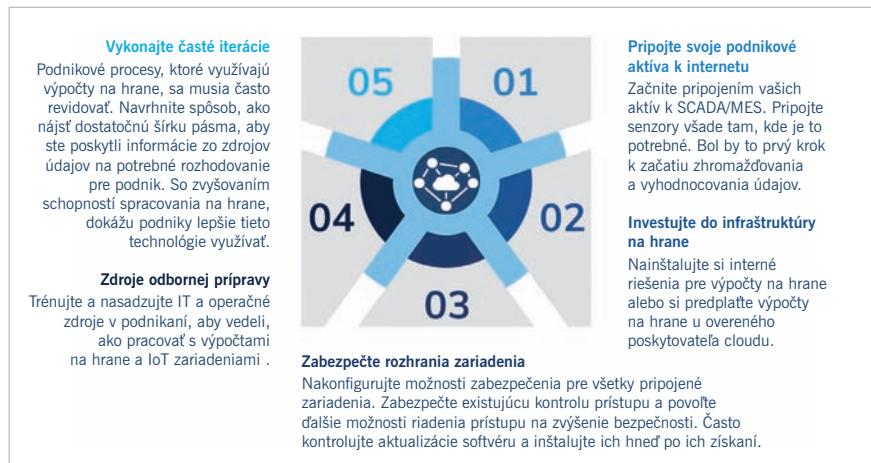 Vykonajte časté iterácie
Podnikové procesy, ktoré využívajú
výpočty na hrane, sa musia často
revidovať. Navrhnite spôsob, ako
nájsť dostatočnú šírku pásma, aby
ste poskytli informácie zo zdrojov
údajov na potrebné rozhodovanie
pre podnik. So zvyšovaním
schopností spracovania na hrane,
dokážu podniky lepšie tieto
technológie využívať.
Zdroje odbornej prípravy
Trénujte a nasadzujte IT a operačné
zdroje v podnikaní, aby vedeli,
ako pracovať s výpočtami
na hrane a IoT zariadeniami .
05
01
04
02
03
Pripojte svoje podnikové
aktíva k internetu
Začnite pripojením vašich
aktív k SCADA/MES. Pripojte
senzory všade tam, kde je to
potrebné. Bol by to prvý krok
k začatiu zhromažďovania
a vyhodnocovania údajov.
Investujte do infraštruktúry
na hrane
Nainštalujte si interné
riešenia pre výpočty na hrane
alebo si predplaťte výpočty
na hrane u overeného
poskytovateľa cloudu.
Zabezpečte rozhrania zariadenia
Nakonfigurujte možnosti zabezpečenia pre všetky pripojené
zariadenia. Zabezpečte existujúcu kontrolu prístupu a povoľte
ďalšie možnosti riadenia prístupu na zvýšenie bezpečnosti. Často
kontrolujte aktualizácie softvéru a inštalujte ich hneď po ich získaní.